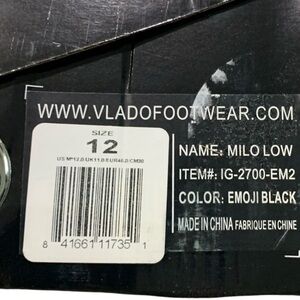 WWW.VLADOFOOTWEAR.COM
SIZE
12
US M*12.0/UK11.0/EUR46.0/CM30
8 41661 11735 1
NAME: MILO LOW
ITEM#: IG-2700-EM2
COLOR: EMOJI BLACK
MADE IN CHINA FABRIQUE EN CHINE